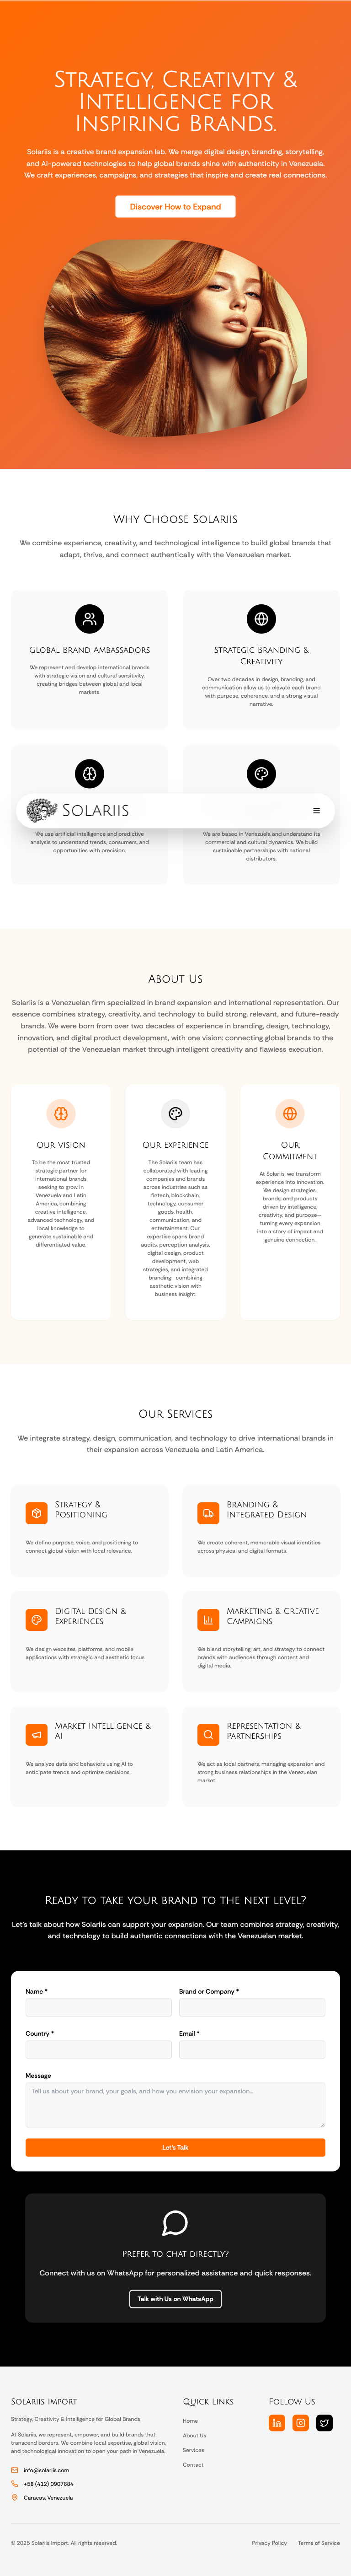 Strategy, Creativity &
Intelligence for
Inspiring Brands.
Solariis is a creative brand expansion lab. We merge digital design, branding, storytelling,
and AI-powered technologies to help global brands shine with authenticity in Venezuela.
We craft experiences, campaigns, and strategies that inspire and create real connections.
Discover How to Expand
Why Choose Solariis
We combine experience, creativity, and technological intelligence to build global brands that
adapt, thrive, and connect authentically with the Venezuelan market.
Global Brand Ambassadors
We represent and develop international brands
with strategic vision and cultural sensitivity,
creating bridges between global and local
markets.
Strategic Branding &
Creativity
Over two decades in design, branding, and
communication allow us to elevate each brand
with purpose, coherence, and a strong visual
narrative.
Solariis
We use artificial intelligence and predictive
analysis to understand trends, consumers, and
opportunities with precision.
We are based in Venezuela and understand its
commercial and cultural dynamics. We build
sustainable partnerships with national
distributors.
About Us
Solariis is a Venezuelan firm specialized in brand expansion and international representation. Our
essence combines strategy, creativity, and technology to build strong, relevant, and future-ready
brands. We were born from over two decades of experience in branding, design, technology,
innovation, and digital product development, with one vision: connecting global brands to the
potential of the Venezuelan market through intelligent creativity and flawless execution.
Our Vision
To be the most trusted
strategic partner for
international brands
seeking to grow in
Venezuela and Latin
America, combining
creative intelligence,
advanced technology, and
local knowledge to
generate sustainable and
differentiated value.
Our Experience
The Solariis team has
collaborated with leading
companies and brands
across industries such as
fintech, blockchain,
technology, consumer
goods, health,
communication, and
entertainment. Our
expertise spans brand
audits, perception analysis,
digital design, product
development, web
strategies, and integrated
branding—combining
aesthetic vision with
business insight.
Our
Commitment
At Solariis, we transform
experience into innovation.
We design strategies,
brands, and products
driven by intelligence,
creativity, and purpose—
turning every expansion
into a story of impact and
genuine connection.
Our Services
We integrate strategy, design, communication, and technology to drive international brands in
their expansion across Venezuela and Latin America.
Strategy &
Positioning
We define purpose, voice, and positioning to
connect global vision with local relevance.
Branding &
Integrated Design
We create coherent, memorable visual identities
across physical and digital formats.
Digital Design &
Experiences
We design websites, platforms, and mobile
applications with strategic and aesthetic focus.
Marketing & Creative
Campaigns
We blend storytelling, art, and strategy to connect
brands with audiences through content and
digital media.
Market Intelligence &
AI
We analyze data and behaviors using AI to
anticipate trends and optimize decisions.
Representation &
Partnerships
We act as local partners, managing expansion and
strong business relationships in the Venezuelan
market.
Ready to take your brand to the next level?
Let's talk about how Solariis can support your expansion. Our team combines strategy, creativity,
and technology to build authentic connections with the Venezuelan market.
Name *
Brand or Company *
Country *
Email *
Message
Tell us about your brand, your goals, and how you envision your expansion...
Let's Talk
Prefer to chat directly?
Connect with us on WhatsApp for personalized assistance and quick responses.
Talk with Us on WhatsApp
Solariis Import
Strategy, Creativity & Intelligence for Global Brands
At Solariis, we represent, empower, and build brands that
transcend borders. We combine local expertise, global vision,
and technological innovation to open your path in Venezuela.
info@solariis.com
+58 (412) 0907684
Caracas, Venezuela
Quick Links
Home
About Us
Services
Contact
Follow Us
© 2025 Solariis Import. All rights reserved.
Privacy Policy
Terms of Service